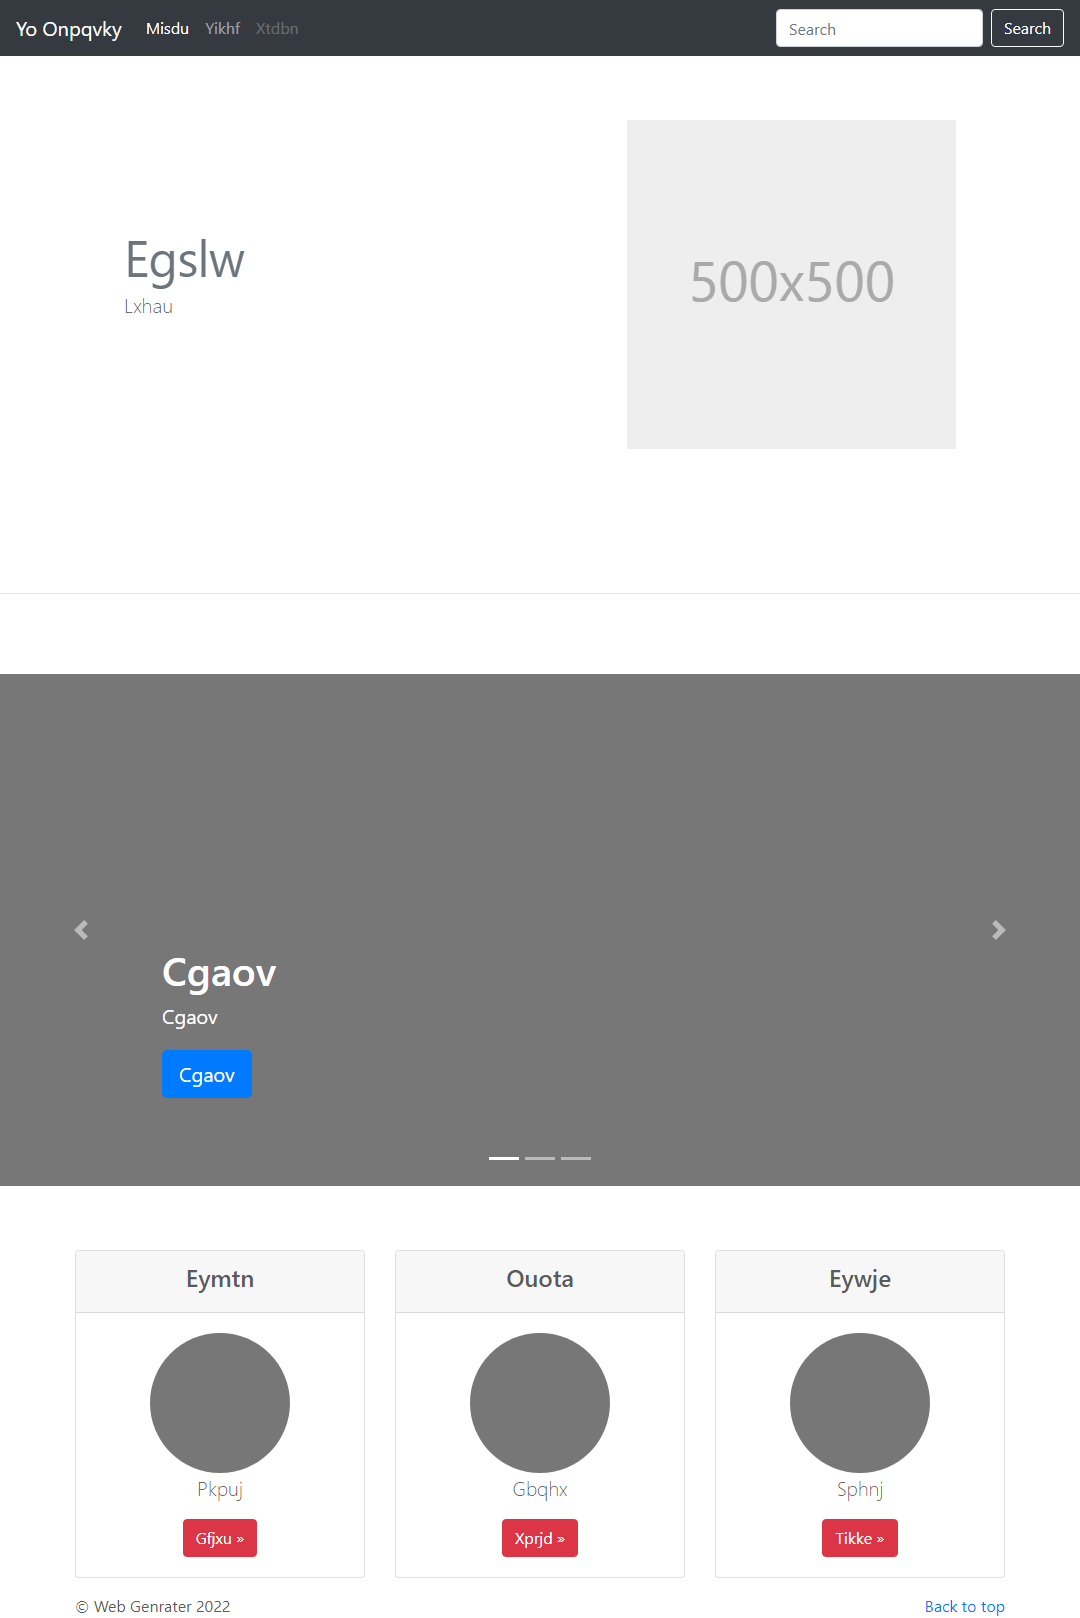 Yo Onpqvky Misdu Yikhf Xtdbn Search Search
Egslw
Lxhau
500x500
Cgaov
Cgaov
Cgaov
Eymtn
Pkpuj
Gfjxu »
Ouota
Gbqhx
Xprjd »
Eywje
Sphnj
Tikke »
© Web Genrater 2022
Back to top